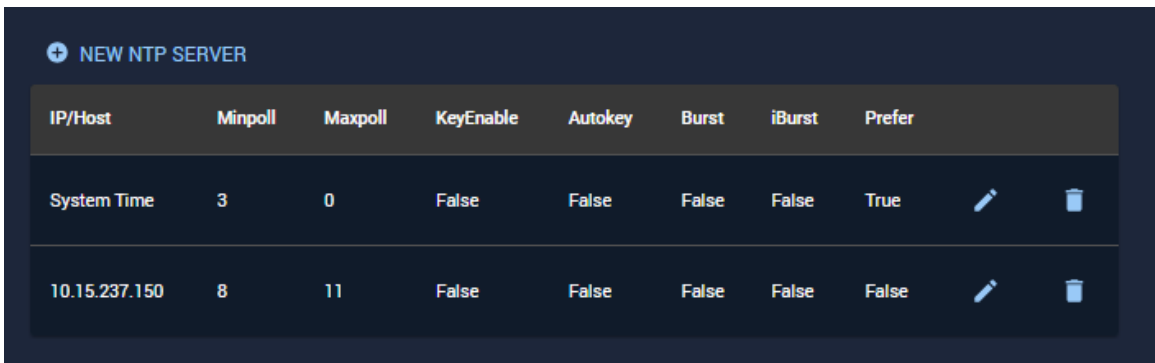 NEW NTP SERVER
IP/Host Minpoll Maxpoll KeyEnable Autokey Burst iBurst Prefer
System Time 3 0 False False False False True
10.15.237.150 8 11 False False False False False